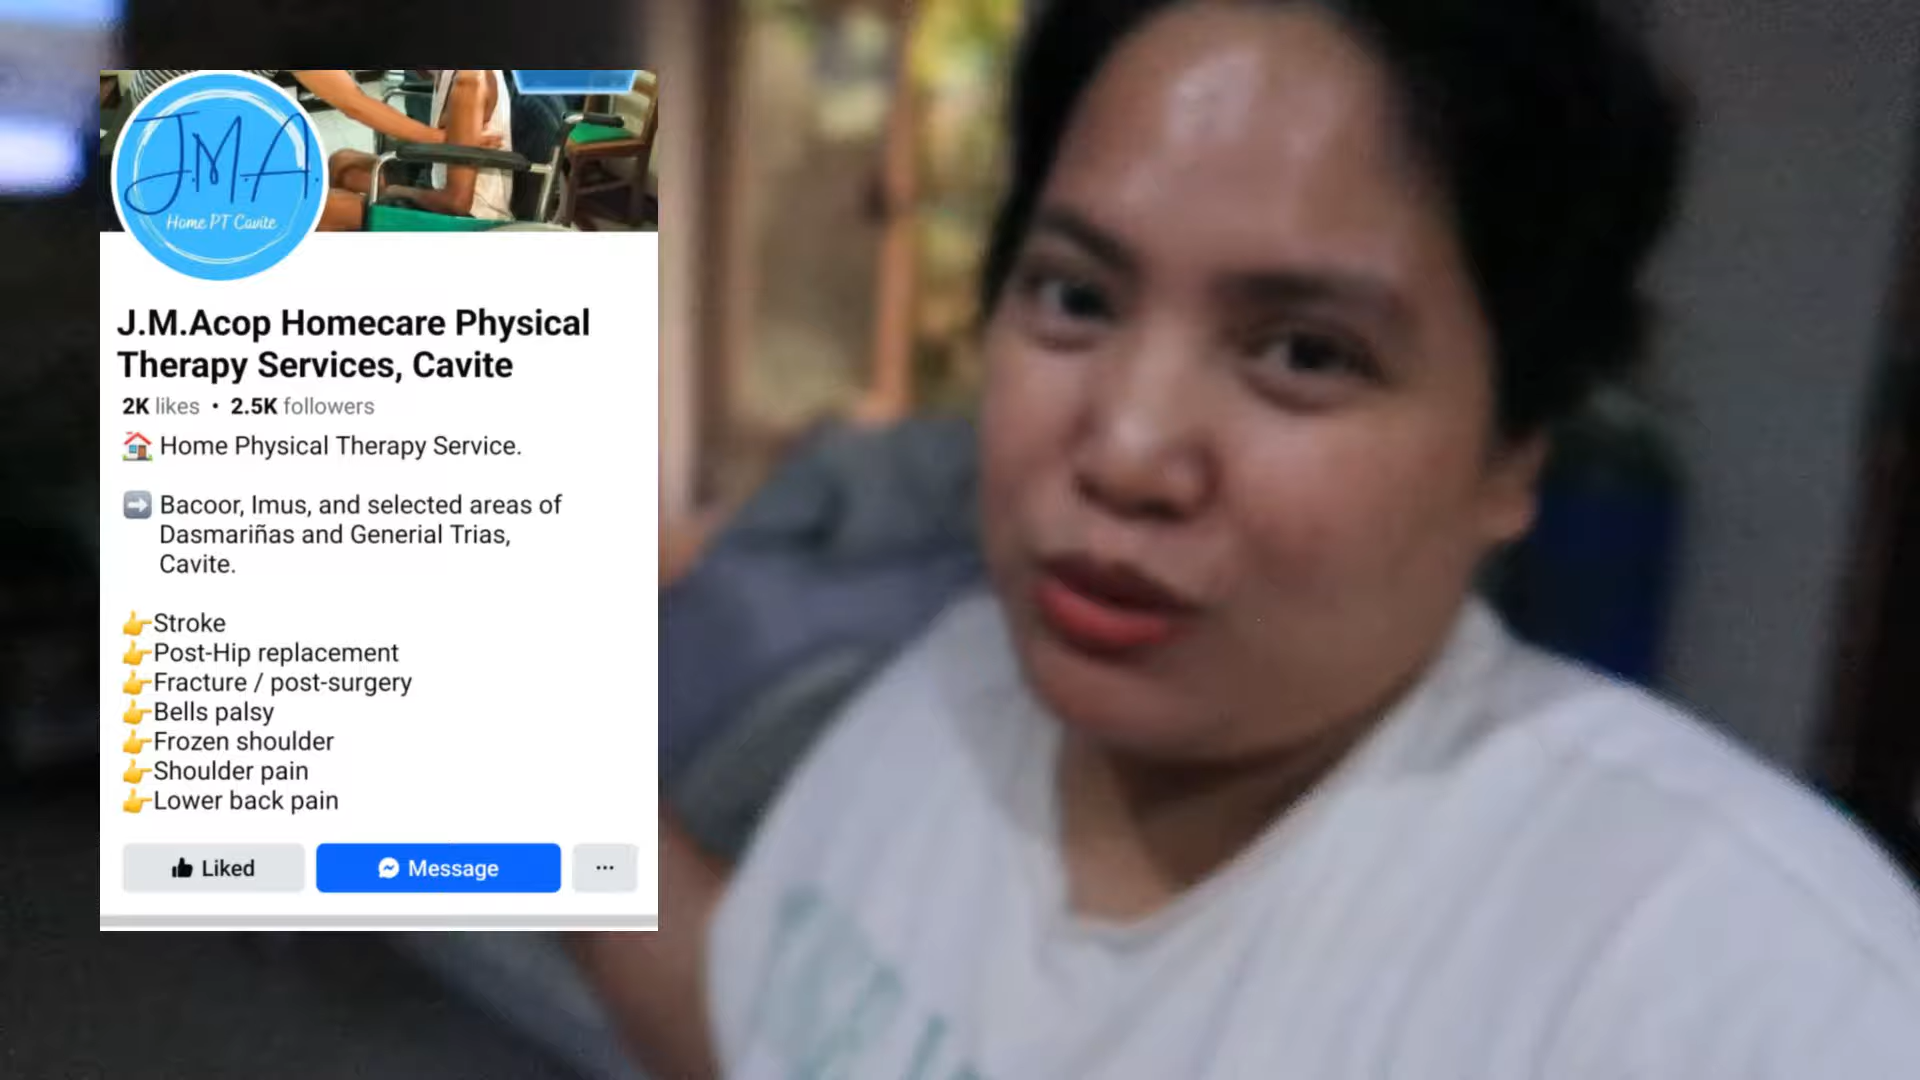 J.M.A.
Home PT Cavite
J.M.Acop Homecare Physical
Therapy Services, Cavite
2K likes • 2.5K followers
🏠 Home Physical Therapy Service.
➡️ Bacoor, Imus, and selected areas of
Dasmariñas and Generial Trias,
Cavite.
👉Stroke
👉Post-Hip replacement
👉Fracture / post-surgery
👉Bells palsy
👉Frozen shoulder
👉Shoulder pain
👉Lower back pain
Liked
Message